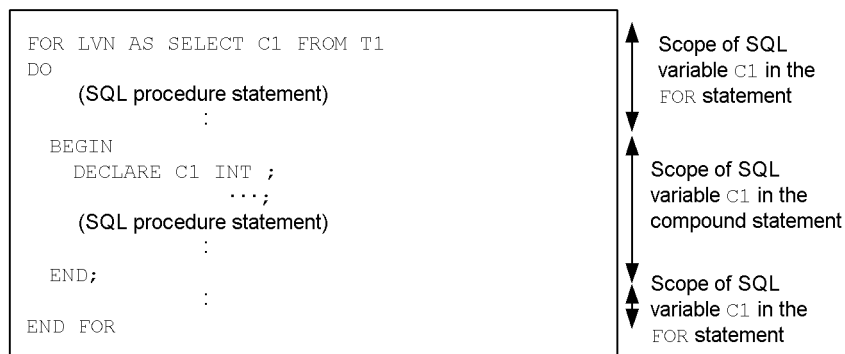 FOR LVN AS SELECT C1 FROM T1
DO
(SQL procedure statement)
:
BEGIN
DECLARE C1 INT ;
···;
(SQL procedure statement)
:
END;
:
END FOR
Scope of SQL
variable C1 in the
FOR statement
Scope of SQL
variable C1 in the
compound statement
Scope of SQL
variable C1 in the
FOR statement